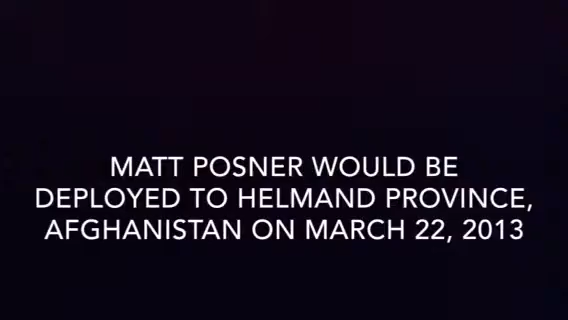 MATT POSNER WOULD BE
DEPLOYED TO HELMAND PROVINCE,
AFGHANISTAN ON MARCH 22, 2013